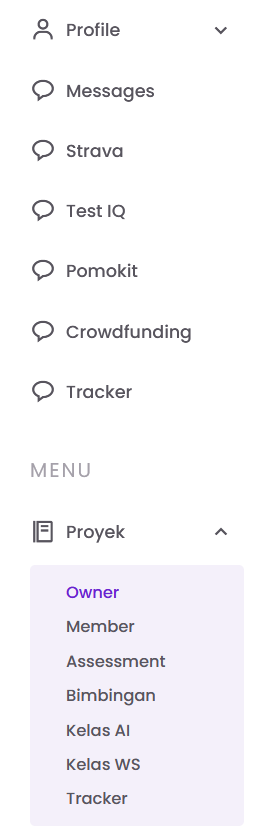 Profile
Messages
Strava
Test IQ
Pomokit
Crowdfunding
Tracker
MENU
Proyek
Owner
Member
Assessment
Bimbingan
Kelas AI
Kelas WS
Tracker